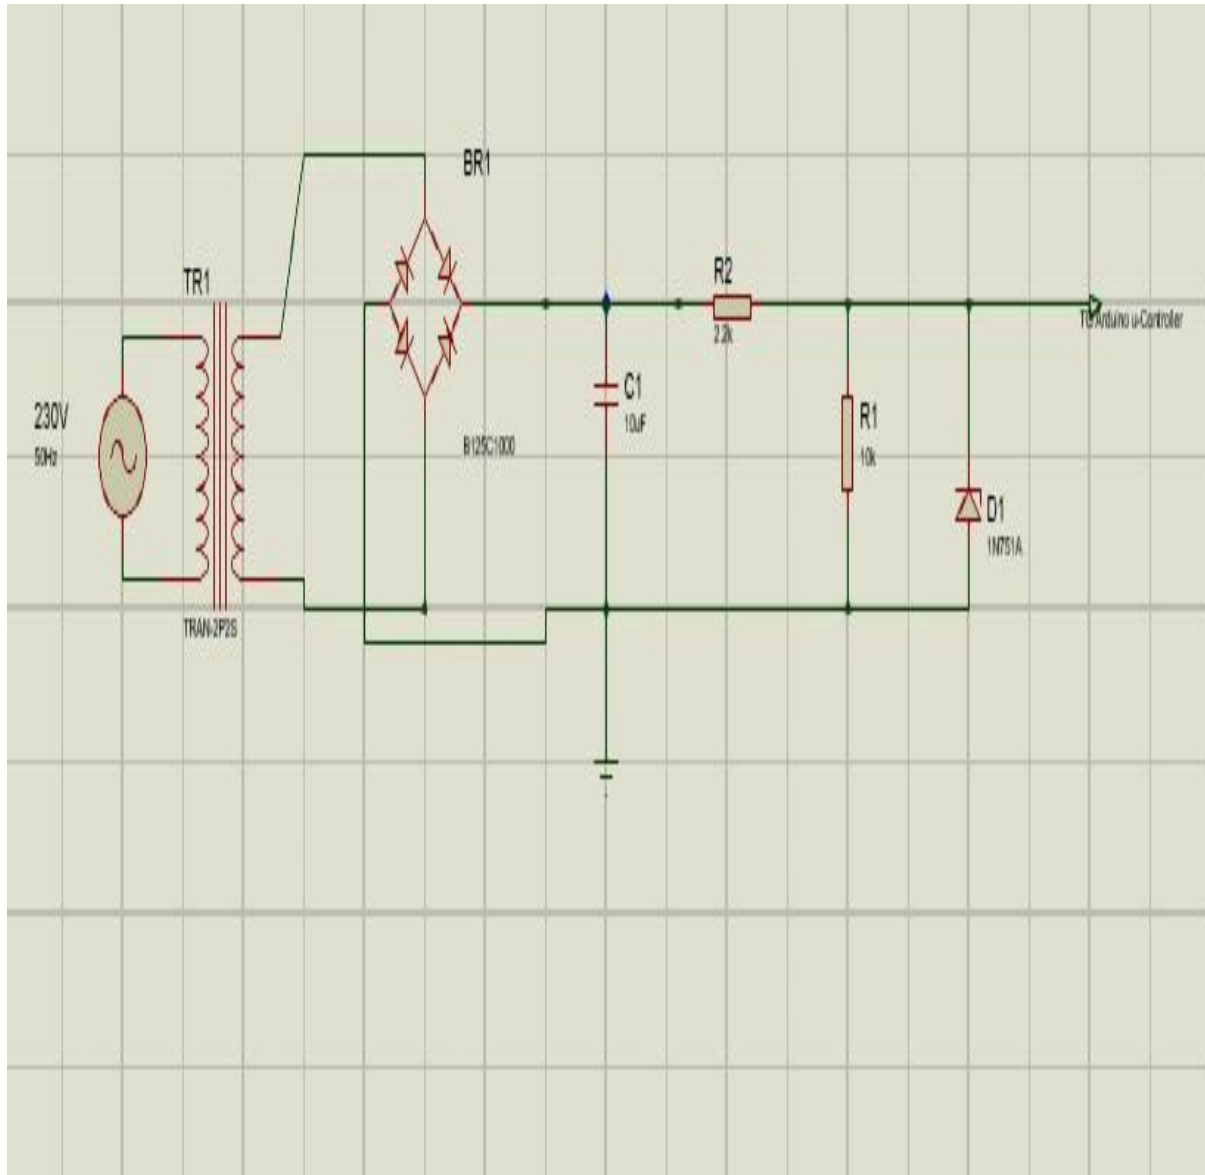 BR1
TR1
R2
2.2k
To Arduino u-Controller
230V
50Hz
C1
10uF
R1
10k
B125C1000
D1
1N751A
TRAN-2P2S